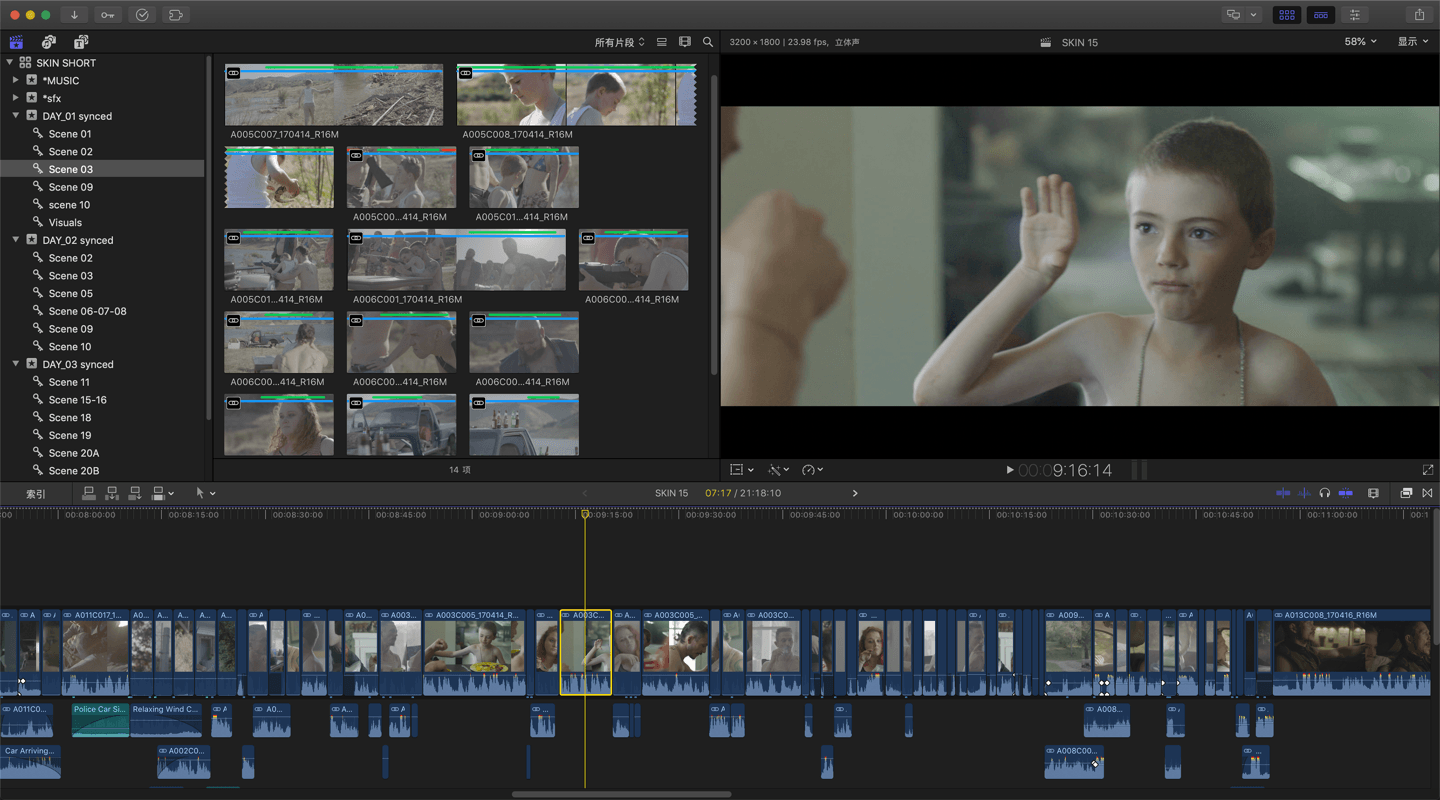 所有片段
3200 × 1800 | 23.98 fps, 立体声
SKIN 15
58%
显示
SKIN SHORT
*MUSIC
*sfx
DAY_01 synced
Scene 01
Scene 02
Scene 03
Scene 09
scene 10
Visuals
DAY_02 synced
Scene 02
Scene 03
Scene 05
Scene 06-07-08
Scene 09
Scene 10
DAY_03 synced
Scene 11
Scene 15-16
Scene 18
Scene 19
Scene 20A
Scene 20B
A005C007_170414_R16M
A005C008_170414_R16M
A005C00...414_R16M
A005C01...414_R16M
A005C01...414_R16M
A006C001_170414_R16M
A006C00...414_R16M
A006C00...414_R16M
A006C00...414_R16M
A006C00...414_R16M
14 项
00:09:16:14
索引
SKIN 15
07:17 / 21:18:10
:00
00:08:00:00
00:08:15:00
00:08:30:00
00:08:45:00
00:09:00:00
00:09:15:00
00:09:30:00
00:09:45:00
00:10:00:00
00:10:15:00
00:10:30:00
00:10:45:00
00:11:00:00
00:1
A
A011C017_1...
A0...
A...
A...
A...
A...
A
...
A0...
A003...
A003C005_170414_R...
...
A003C...
A...
A003C005_...
A
A003C0...
...
A009...
A
...
A
A013C008_170416_R16M
A011C0...
Police Car Si...
Relaxing Wind C...
A
A0...
A...
A
...
A
...
A008...
Car Arriving...
A002C0...
A008C00...
...